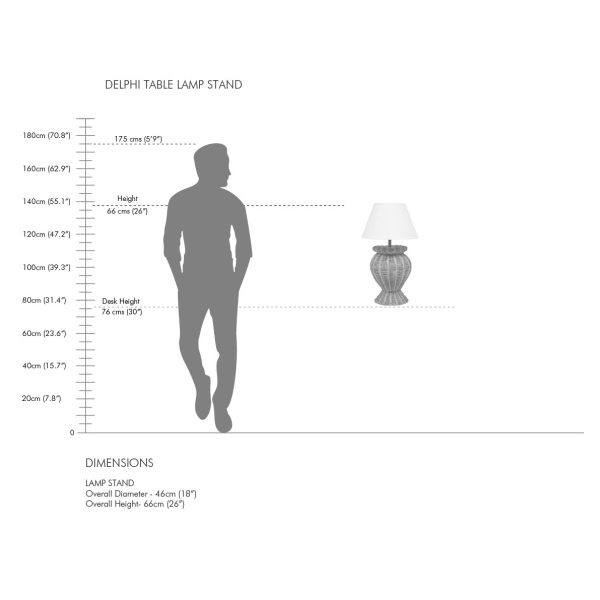 DELPHI TABLE LAMP STAND
180cm (70.8")
175 cms (5'9")
160cm (62.9")
140cm (55.1")
Height
66 cms (26")
120cm (47.2")
100cm (39.3")
80cm (31.4")
Desk Height
76 cms (30")
60cm (23.6")
40cm (15.7")
20cm (7.8")
0
DIMENSIONS
LAMP STAND
Overall Diameter - 46cm (18")
Overall Height- 66cm (26")